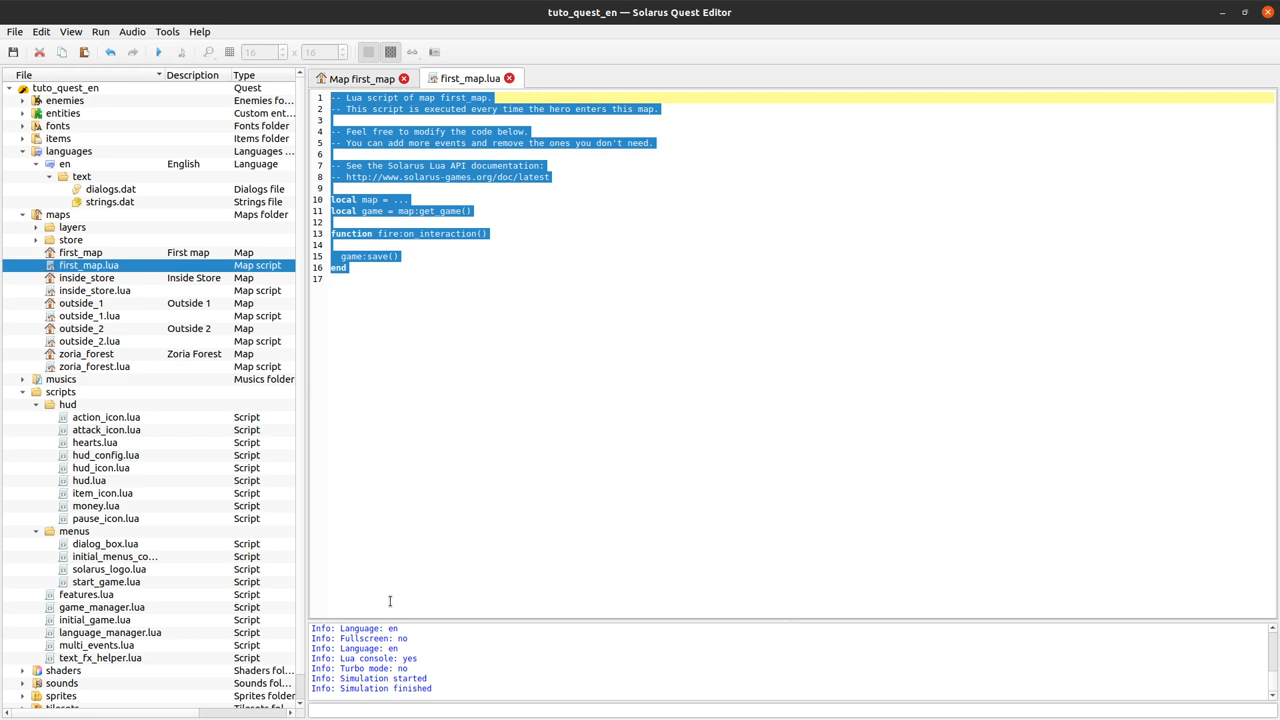 tuto_quest_en — Solarus Quest Editor
File Edit View Run Audio Tools Help
16 x 16
File Description Type
tuto_quest_en Quest
enemies Enemies fo...
entities Custom ent...
fonts Fonts folder
items Items folder
languages Languages ...
en English Language
text Text folder
dialogs.dat Dialogs file
strings.dat Strings file
maps Maps folder
layers
store
first_map First map Map
first_map.lua Map script
inside_store Inside Store Map
inside_store.lua Map script
outside_1 Outside 1 Map
outside_1.lua Map script
outside_2 Outside 2 Map
outside_2.lua Map script
zoria_forest Zoria Forest Map
zoria_forest.lua Map script
musics Musics folder
scripts
hud
action_icon.lua Script
attack_icon.lua Script
hearts.lua Script
hud_config.lua Script
hud_icon.lua Script
hud.lua Script
item_icon.lua Script
money.lua Script
pause_icon.lua Script
menus
dialog_box.lua Script
initial_menus_co... Script
solarus_logo.lua Script
start_game.lua Script
features.lua Script
game_manager.lua Script
initial_game.lua Script
language_manager.lua Script
multi_events.lua Script
text_fx_helper.lua Script
shaders Shaders fol...
sounds Sounds fol...
sprites Sprites folder
Map first_map
first_map.lua
1 -- Lua script of map first_map.
2 -- This script is executed every time the hero enters this map.
3
4 -- Feel free to modify the code below.
5 -- You can add more events and remove the ones you don't need.
6
7 -- See the Solarus Lua API documentation:
8 -- http://www.solarus-games.org/doc/latest
9
10 local map = ...
11 local game = map:get_game()
12
13 function fire:on_interaction()
14
15 game:save()
16 end
17
Info: Language: en
Info: Fullscreen: no
Info: Language: en
Info: Lua console: yes
Info: Turbo mode: no
Info: Simulation started
Info: Simulation finished